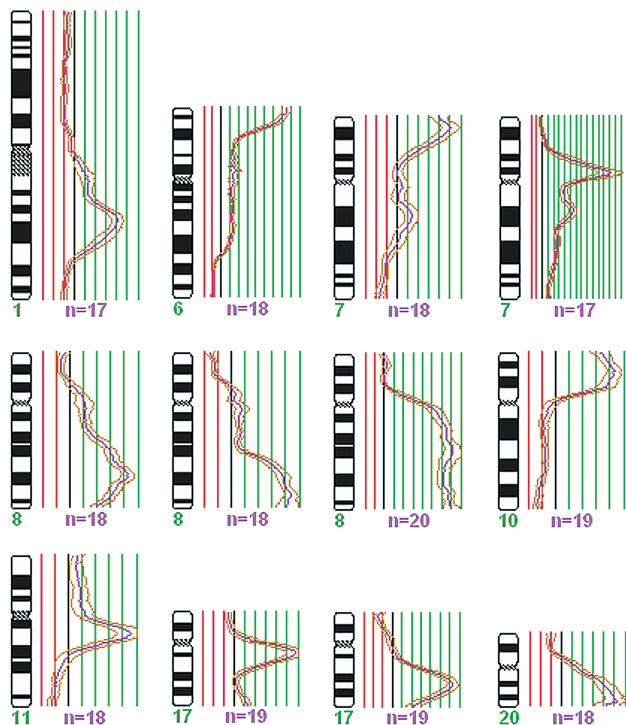 1 n=17 6 n=18 7 n=18 7 n=17
8 n=18 8 n=18 8 n=20 10 n=19
11 n=18 17 n=19 17 n=19 20 n=18